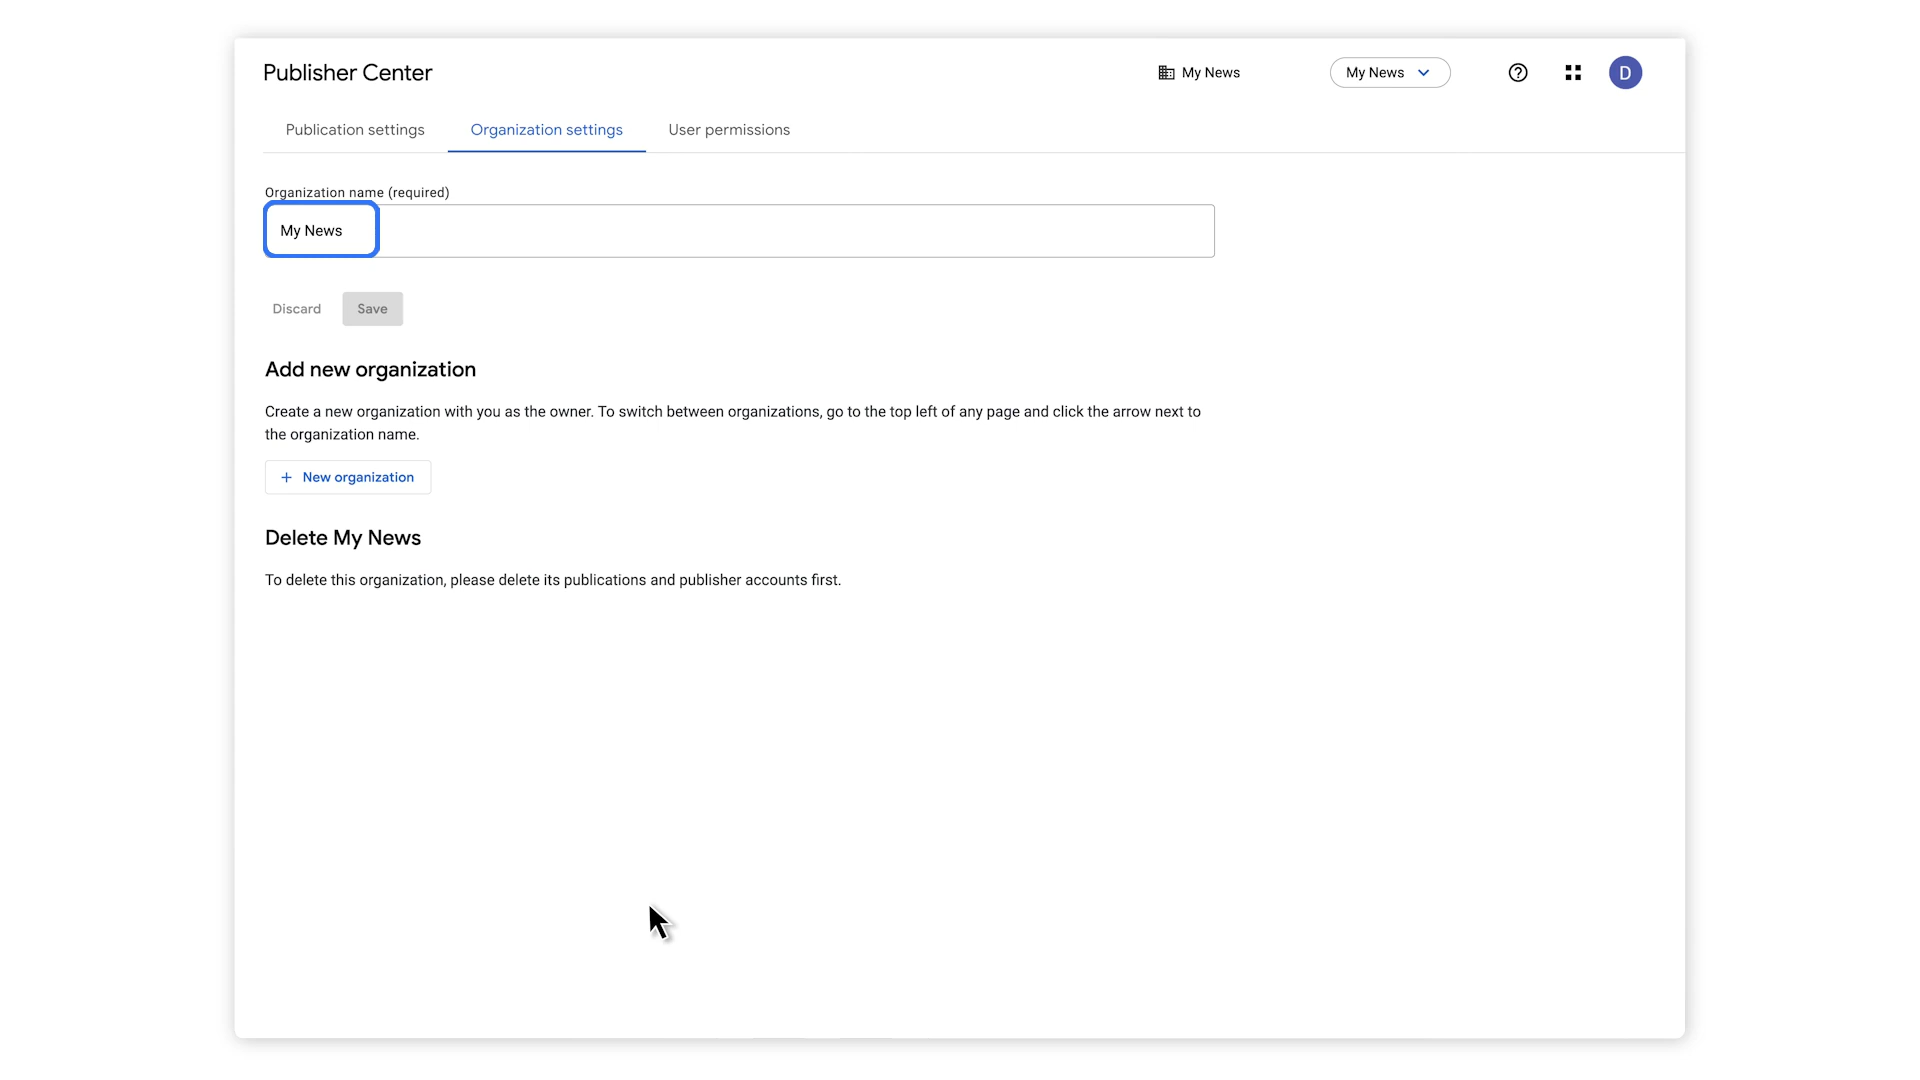 Publisher Center
My News
My News
D
Publication settings
Organization settings
User permissions
Organization name (required)
My News
Discard
Save
Add new organization
Create a new organization with you as the owner. To switch between organizations, go to the top left of any page and click the arrow next to
the organization name.
+ New organization
Delete My News
To delete this organization, please delete its publications and publisher accounts first.